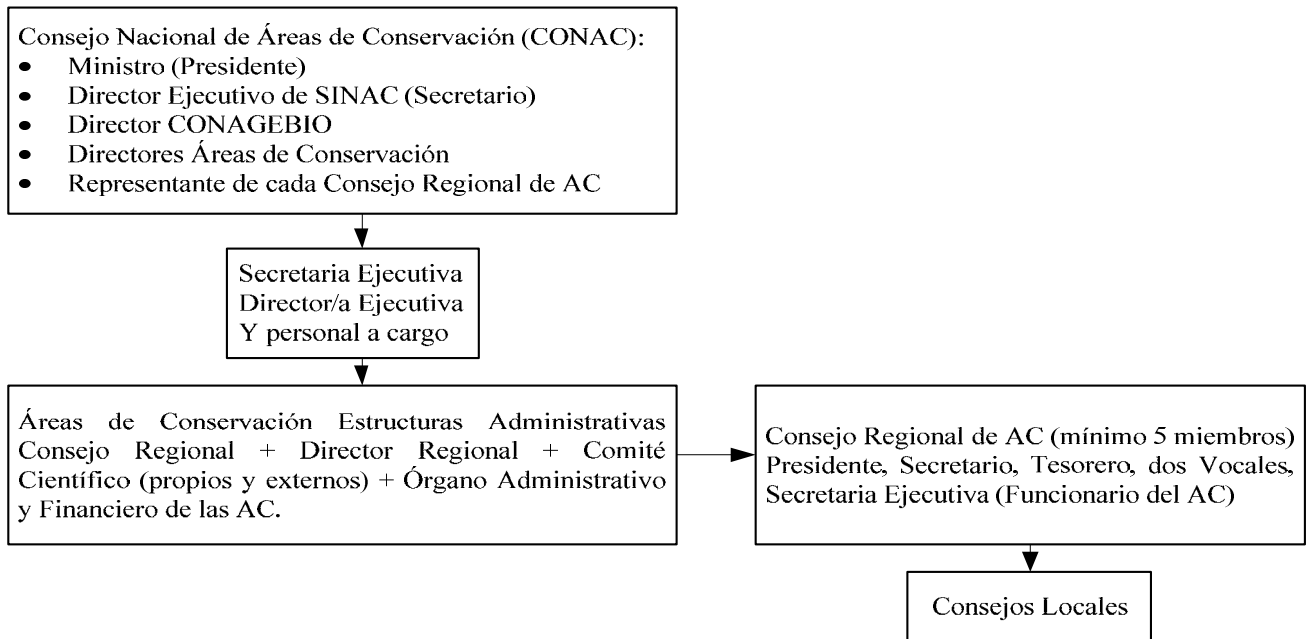 Consejo Nacional de Áreas de Conservación (CONAC):
• Ministro (Presidente)
• Director Ejecutivo de SINAC (Secretario)
• Director CONAGEBIO
• Directores Áreas de Conservación
• Representante de cada Consejo Regional de AC
Secretaria Ejecutiva
Director/a Ejecutiva
Y personal a cargo
Áreas de Conservación Estructuras Administrativas
Consejo Regional + Director Regional + Comité
Científico (propios y externos) + Órgano Administrativo
y Financiero de las AC.
Consejo Regional de AC (mínimo 5 miembros)
Presidente, Secretario, Tesorero, dos Vocales,
Secretaria Ejecutiva (Funcionario del AC)
Consejos Locales